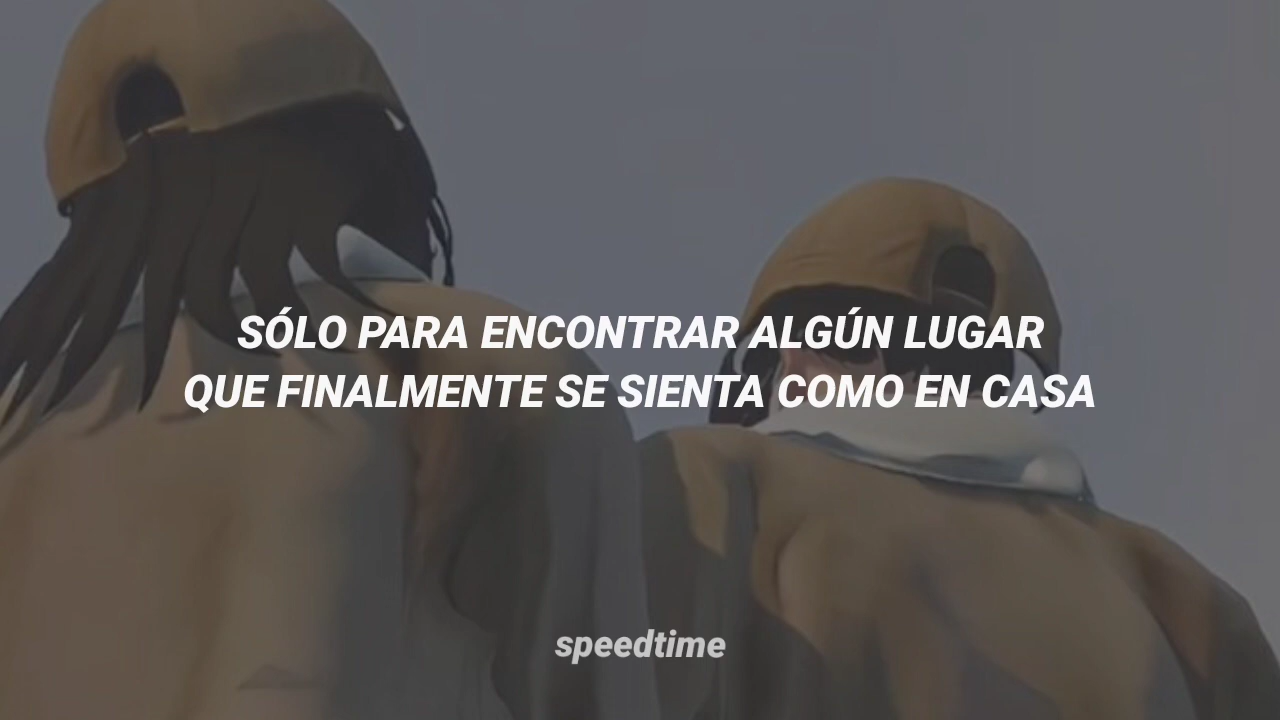 SÓLO PARA ENCONTRAR ALGÚN LUGAR
QUE FINALMENTE SE SIENTA COMO EN CASA
speedtime